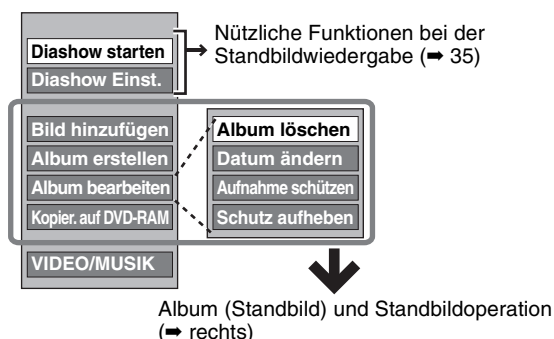 Diashow starten
Diashow Einst.
Nützliche Funktionen bei der
Standbildwiedergabe (➡ 35)
Bild hinzufügen
Album erstellen
Album bearbeiten
Kopier. auf DVD-RAM
Album löschen
Datum ändern
Aufnahme schützen
Schutz aufheben
VIDEO/MUSIK
Album (Standbild) und Standbildoperation
(➡ rechts)